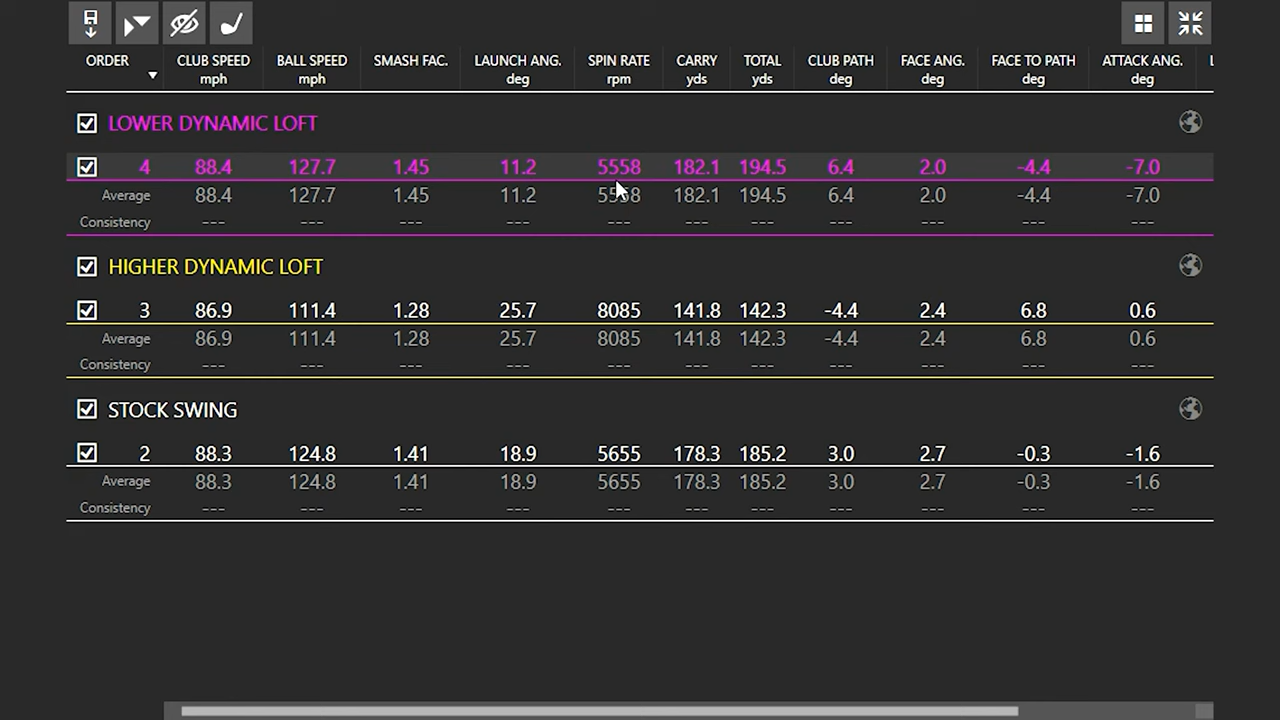 ORDER CLUB SPEED mph BALL SPEED mph SMASH FAC. LAUNCH ANG. deg SPIN RATE rpm CARRY yds TOTAL yds CLUB PATH deg FACE ANG. deg FACE TO PATH deg ATTACK ANG. deg L
LOWER DYNAMIC LOFT
4 88.4 127.7 1.45 11.2 5558 182.1 194.5 6.4 2.0 -4.4 -7.0
Average 88.4 127.7 1.45 11.2 5558 182.1 194.5 6.4 2.0 -4.4 -7.0
Consistency --- --- --- --- --- --- --- --- --- --- ---
HIGHER DYNAMIC LOFT
3 86.9 111.4 1.28 25.7 8085 141.8 142.3 -4.4 2.4 6.8 0.6
Average 86.9 111.4 1.28 25.7 8085 141.8 142.3 -4.4 2.4 6.8 0.6
Consistency --- --- --- --- --- --- --- --- --- --- ---
STOCK SWING
2 88.3 124.8 1.41 18.9 5655 178.3 185.2 3.0 2.7 -0.3 -1.6
Average 88.3 124.8 1.41 18.9 5655 178.3 185.2 3.0 2.7 -0.3 -1.6
Consistency --- --- --- --- --- --- --- --- --- --- ---